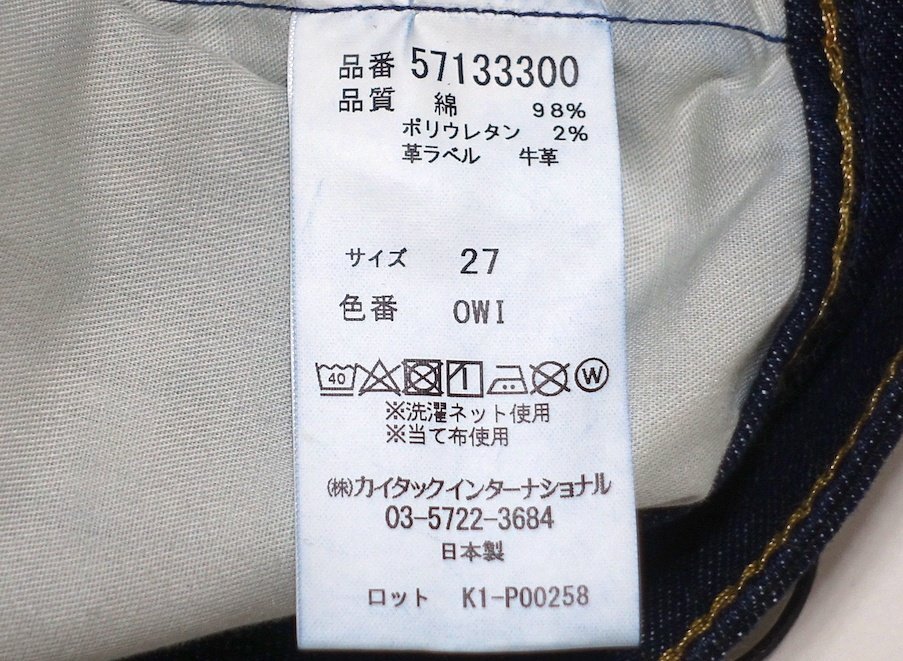 品番 57133300
品質 綿 98%
ポリウレタン 2%
革ラベル 牛革
サイズ 27
色番 OWI
40 W
※洗濯ネット使用
※当て布使用
(株)カイタックインターナショナル
03-5722-3684
日本製
ロット K1-P00258